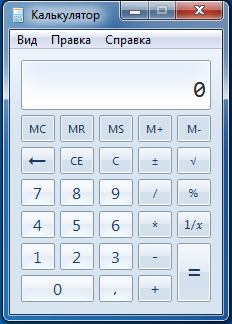 Калькулятор
Вид Правка Справка
0
MC MR MS M+ M-
← CE C ± √
7 8 9 / %
4 5 6 * 1/x
1 2 3 - =
0 , +